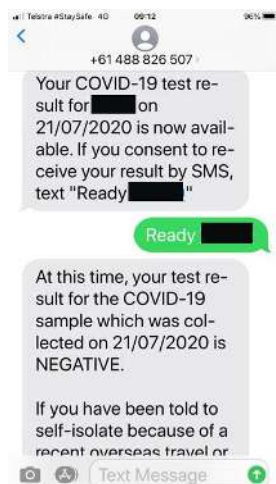 Telstra #StaySafe 4G 09:12 96%
+61 488 826 507
Your COVID-19 test re-
sult for on
21/07/2020 is now avail-
able. If you consent to re-
ceive your result by SMS,
text "Ready "
Ready
At this time, your test re-
sult for the COVID-19
sample which was col-
lected on 21/07/2020 is
NEGATIVE.
If you have been told to
self-isolate because of a
recent overseas travel or
Text Message